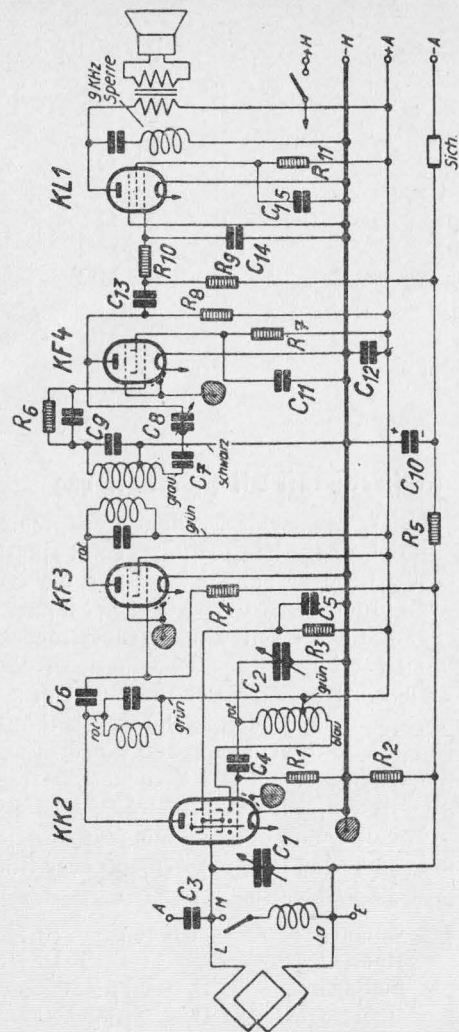 KK2
KF3
KF4
KL1
9 KHz
Sperre
A
C3
L
M
La
E
C1
C6
rot
grün
C4
R1
R2
blau
rot
grün
C2
R3
C5
R4
rot
grün
R5
R6
C9
grau
C7
schwarz
C8
C10
C11
C12
R7
R8
C13
R10
R9
C14
C15
R11
+H
-H
+A
-A
Sich.